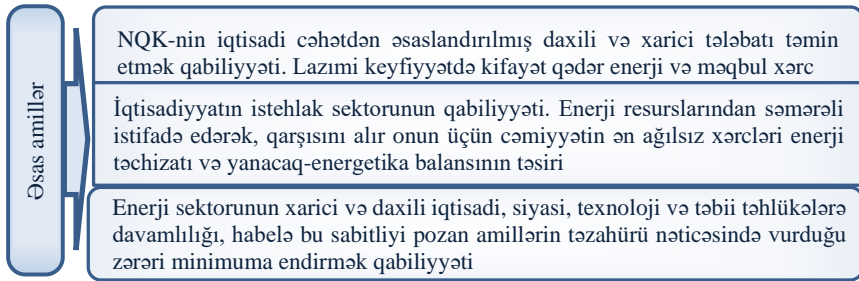 Əsas amillər
NQK-nin iqtisadi cəhətdən əsaslandırılmış daxili və xarici tələbatı təmin
etmək qabiliyyəti. Lazımi keyfiyyətdə kifayət qədər enerji və məqbul xərc
İqtisadiyyatın istehlak sektorunun qabiliyyəti. Enerji resurslarından səmərəli
istifadə edərək, qarşısını alır onun üçün cəmiyyətin ən ağılsız xərcləri enerji
təchizatı və yanacaq-energetika balansının təsiri
Enerji sektorunun xarici və daxili iqtisadi, siyasi, texnoloji və təbii təhlükələrə
davamlılığı, habelə bu sabitliyi pozan amillərin təzahürü nəticəsində vurduğu
zərəri minimuma endirmək qabiliyyəti